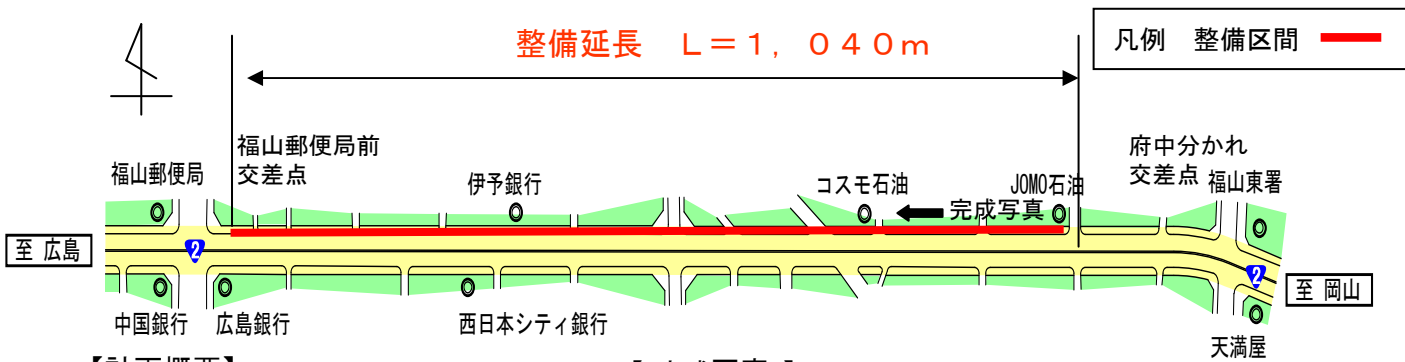 整備延長　Ｌ＝１，０４０ｍ
凡例　整備区間
福山郵便局前
交差点
府中分かれ
交差点
福山郵便局
伊予銀行
コスモ石油
JOMO石油
福山東署
完成写真
至 広島
2
2
至 岡山
中国銀行
広島銀行
西日本シティ銀行
天満屋